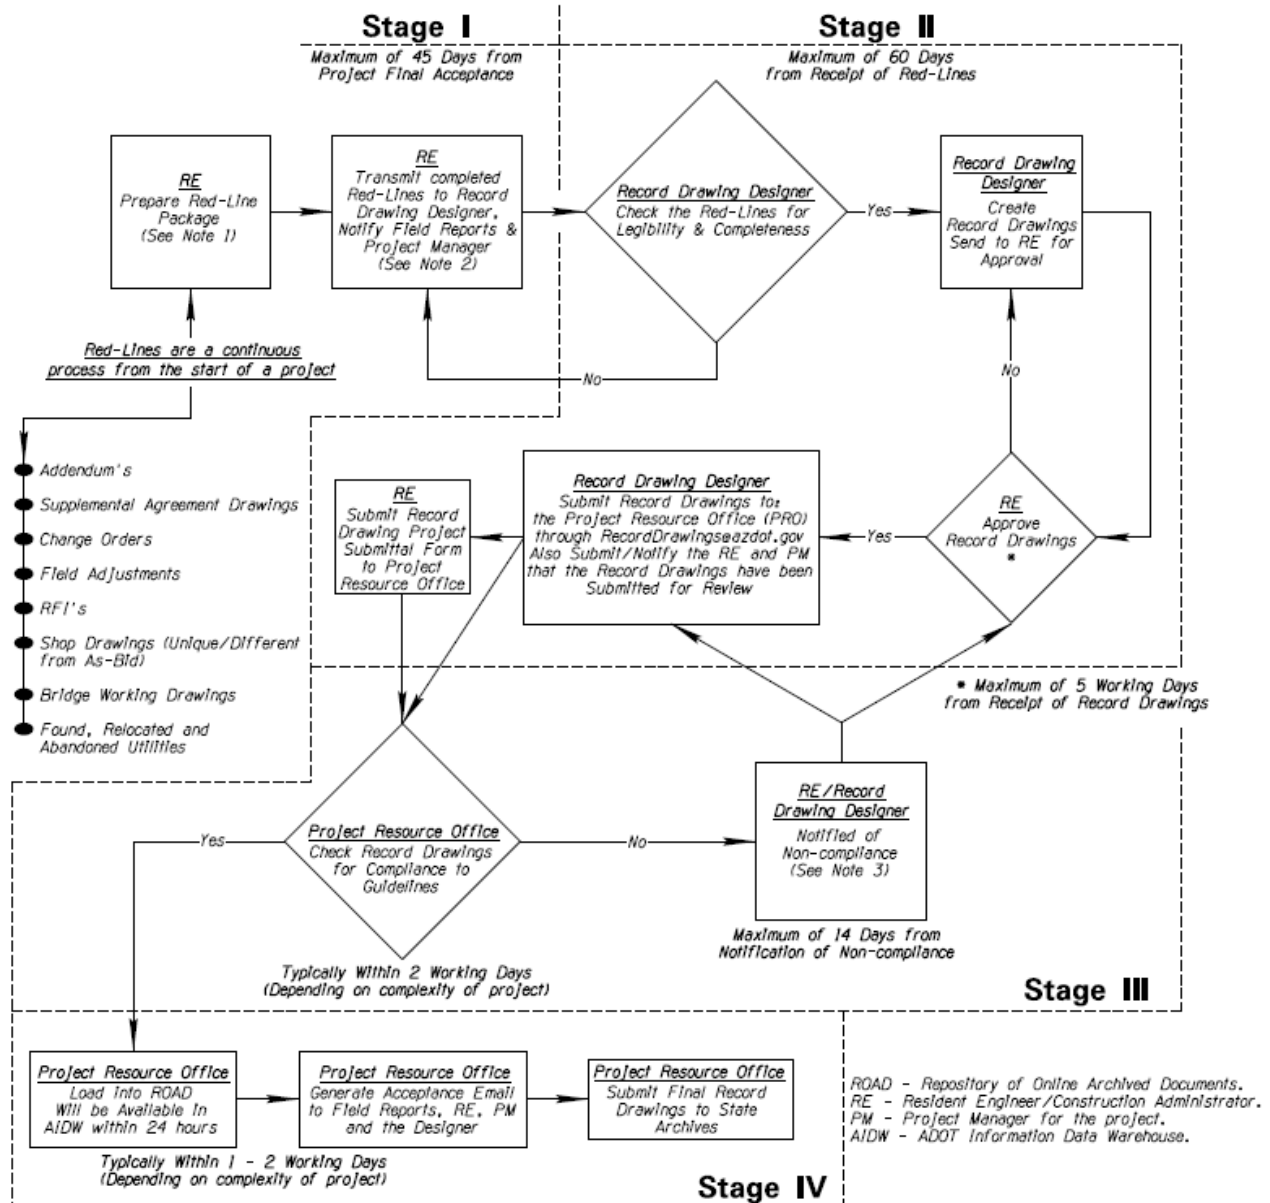 Stage I
Maximum of 45 Days from
Project Final Acceptance
Stage II
Maximum of 60 Days
from Receipt of Red-Lines
RE
Prepare Red-Line
Package
(See Note 1)
RE
Transmit completed
Red-Lines to Record
Drawing Designer,
Notify Field Reports &
Project Manager
(See Note 2)
Record Drawing Designer
Check the Red-Lines for
Legibility & Completeness
Yes
No
Record Drawing
Designer
Create
Record Drawings
Send to RE for
Approval
Red-Lines are a continuous
process from the start of a project
Addendum's
Supplemental Agreement Drawings
Change Orders
Field Adjustments
RFI's
Shop Drawings (Unique/Different
from As-Bid)
Bridge Working Drawings
Found, Relocated and
Abandoned Utilities
RE
Submit Record
Drawing Project
Submittal Form
to Project
Resource Office
Record Drawing Designer
Submit Record Drawings to:
the Project Resource Office (PRO)
through RecordDrawings@azdot.gov
Also Submit/Notify the RE and PM
that the Record Drawings have been
Submitted for Review
Yes
No
RE
Approve
Record Drawings
*
* Maximum of 5 Working Days
from Receipt of Record Drawings
Yes
Project Resource Office
Check Record Drawings
for Compliance to
Guidelines
No
RE/Record
Drawing Designer
Notified of
Non-compliance
(See Note 3)
Maximum of 14 Days from
Notification of Non-compliance
Typically Within 2 Working Days
(Depending on complexity of project)
Stage III
Project Resource Office
Load into ROAD
Will be Available in
AIDW within 24 hours
Typically Within 1 - 2 Working Days
(Depending on complexity of project)
Project Resource Office
Generate Acceptance Email
to Field Reports, RE, PM
and the Designer
Project Resource Office
Submit Final Record
Drawings to State
Archives
Stage IV
ROAD - Repository of Online Archived Documents.
RE - Resident Engineer/Construction Administrator.
PM - Project Manager for the project.
AIDW - ADOT Information Data Warehouse.